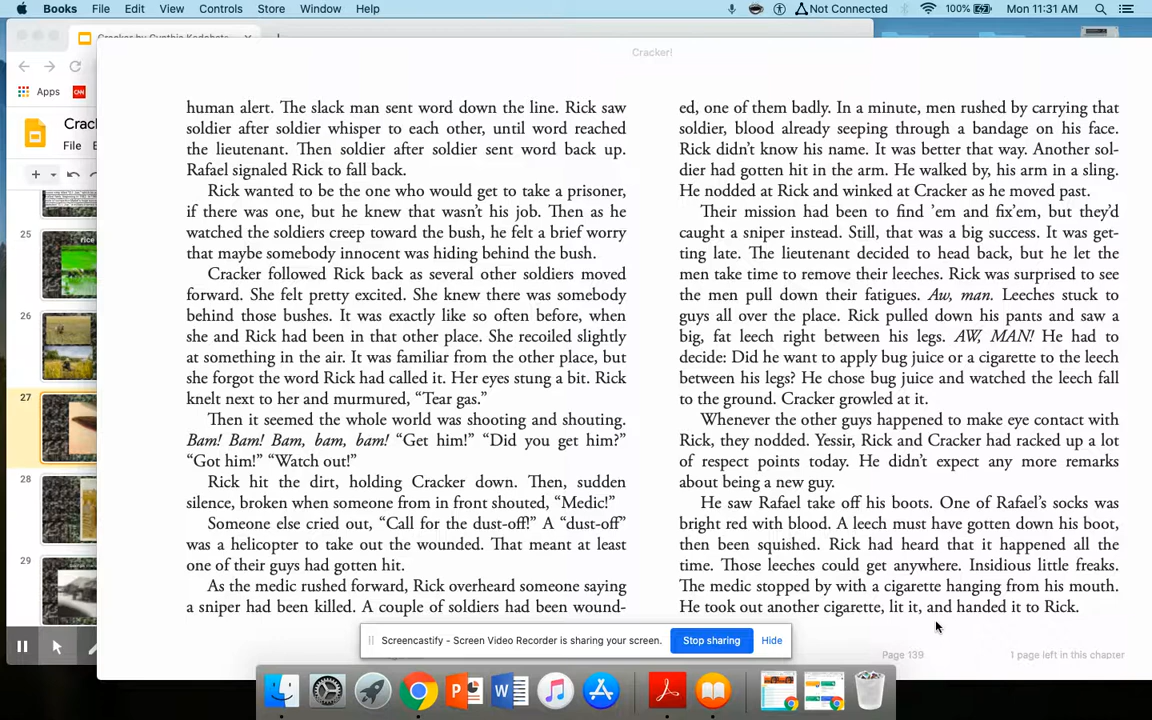 Books File Edit View Controls Store Window Help Not Connected 100% Mon 11:31 AM
Cracker by Cynthia Kadohata
Cracker!
Apps
Crac
File
25
rice
26
27
28
29
human alert. The slack man sent word down the line. Rick saw
soldier after soldier whisper to each other, until word reached
the lieutenant. Then soldier after soldier sent word back up.
Rafael signaled Rick to fall back.
Rick wanted to be the one who would get to take a prisoner,
if there was one, but he knew that wasn't his job. Then as he
watched the soldiers creep toward the bush, he felt a brief worry
that maybe somebody innocent was hiding behind the bush.
Cracker followed Rick back as several other soldiers moved
forward. She felt pretty excited. She knew there was somebody
behind those bushes. It was exactly like so often before, when
she and Rick had been in that other place. She recoiled slightly
at something in the air. It was familiar from the other place, but
she forgot the word Rick had called it. Her eyes stung a bit. Rick
knelt next to her and murmured, “Tear gas.”
Then it seemed the whole world was shooting and shouting.
Bam! Bam! Bam, bam, bam! “Get him!” “Did you get him?”
“Got him!” “Watch out!”
Rick hit the dirt, holding Cracker down. Then, sudden
silence, broken when someone from in front shouted, “Medic!”
Someone else cried out, “Call for the dust-off!” A “dust-off”
was a helicopter to take out the wounded. That meant at least
one of their guys had gotten hit.
As the medic rushed forward, Rick overheard someone saying
a sniper had been killed. A couple of soldiers had been wound-
ed, one of them badly. In a minute, men rushed by carrying that
soldier, blood already seeping through a bandage on his face.
Rick didn't know his name. It was better that way. Another sol-
dier had gotten hit in the arm. He walked by, his arm in a sling.
He nodded at Rick and winked at Cracker as he moved past.
Their mission had been to find 'em and fix'em, but they'd
caught a sniper instead. Still, that was a big success. It was get-
ting late. The lieutenant decided to head back, but he let the
men take time to remove their leeches. Rick was surprised to see
the men pull down their fatigues. Aw, man. Leeches stuck to
guys all over the place. Rick pulled down his pants and saw a
big, fat leech right between his legs. AW, MAN! He had to
decide: Did he want to apply bug juice or a cigarette to the leech
between his legs? He chose bug juice and watched the leech fall
to the ground. Cracker growled at it.
Whenever the other guys happened to make eye contact with
Rick, they nodded. Yessir, Rick and Cracker had racked up a lot
of respect points today. He didn't expect any more remarks
about being a new guy.
He saw Rafael take off his boots. One of Rafael's socks was
bright red with blood. A leech must have gotten down his boot,
then been squished. Rick had heard that it happened all the
time. Those leeches could get anywhere. Insidious little freaks.
The medic stopped by with a cigarette hanging from his mouth.
He took out another cigarette, lit it, and handed it to Rick.
Page 139 1 page left in this chapter
Screencastify - Screen Video Recorder is sharing your screen. Stop sharing Hide